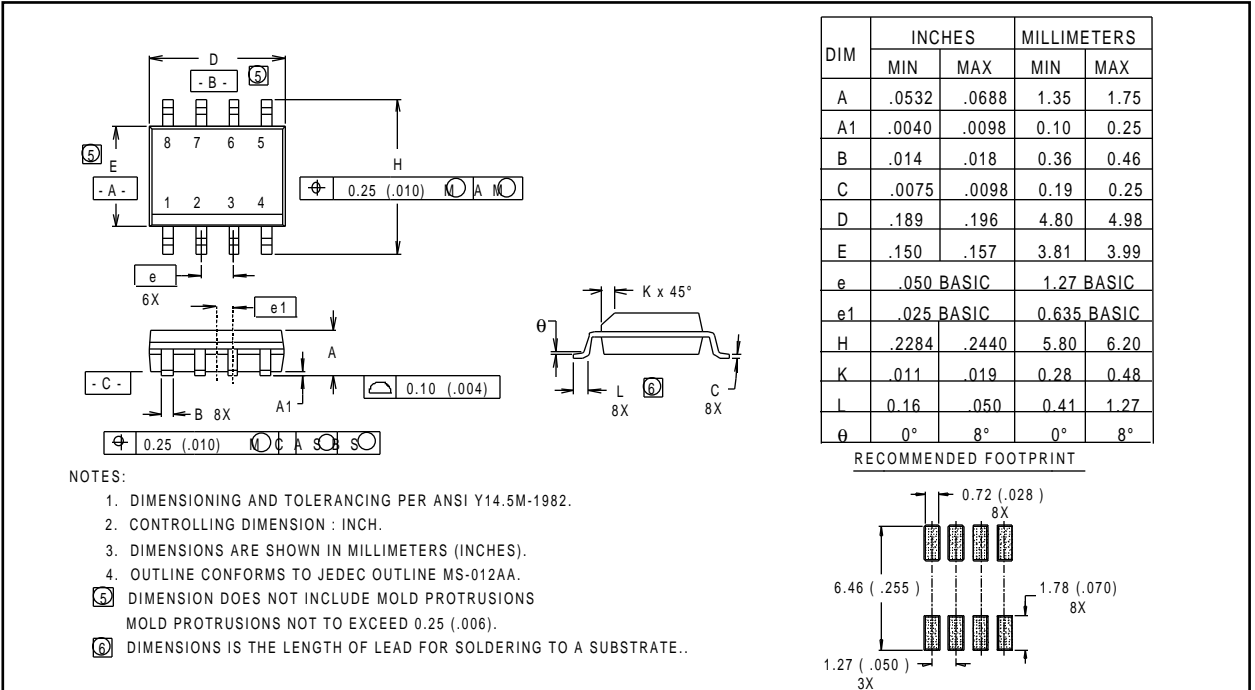 D
- B -
5
8 7 6 5
5
E
- A -
H
0.25 (.010) M A M
1 2 3 4
e
6X
e1
A
- C -
B 8X
A1
0.10 (.004)
0.25 (.010) M C A S B S
K x 45°
θ
L
8X
6
C
8X
DIM INCHES MILLIMETERS
MIN MAX MIN MAX
A .0532 .0688 1.35 1.75
A1 .0040 .0098 0.10 0.25
B .014 .018 0.36 0.46
C .0075 .0098 0.19 0.25
D .189 .196 4.80 4.98
E .150 .157 3.81 3.99
e .050 BASIC 1.27 BASIC
e1 .025 BASIC 0.635 BASIC
H .2284 .2440 5.80 6.20
K .011 .019 0.28 0.48
L 0.16 .050 0.41 1.27
θ 0° 8° 0° 8°
NOTES:
1. DIMENSIONING AND TOLERANCING PER ANSI Y14.5M-1982.
2. CONTROLLING DIMENSION : INCH.
3. DIMENSIONS ARE SHOWN IN MILLIMETERS (INCHES).
4. OUTLINE CONFORMS TO JEDEC OUTLINE MS-012AA.
5 DIMENSION DOES NOT INCLUDE MOLD PROTRUSIONS
MOLD PROTRUSIONS NOT TO EXCEED 0.25 (.006).
6 DIMENSIONS IS THE LENGTH OF LEAD FOR SOLDERING TO A SUBSTRATE..
RECOMMENDED FOOTPRINT
0.72 (.028 )
8X
6.46 ( .255 )
1.78 (.070)
8X
1.27 ( .050 )
3X